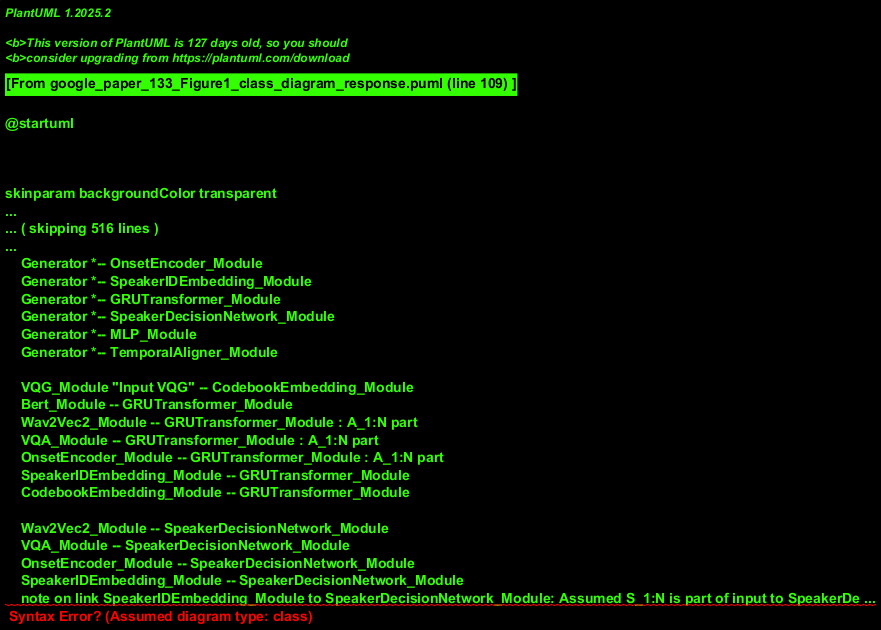 PlantUML 1.2025.2
<b>This version of PlantUML is 127 days old, so you should
<b>consider upgrading from https://plantuml.com/download
[From google_paper_133_Figure1_class_diagram_response.puml (line 109) ]
@startuml
skinparam backgroundColor transparent
...
... ( skipping 516 lines )
...
Generator *-- OnsetEncoder_Module
Generator *-- SpeakerIDEmbedding_Module
Generator *-- GRUTransformer_Module
Generator *-- SpeakerDecisionNetwork_Module
Generator *-- MLP_Module
Generator *-- TemporalAligner_Module
VQG_Module "Input VQG" -- CodebookEmbedding_Module
Bert_Module -- GRUTransformer_Module
Wav2Vec2_Module -- GRUTransformer_Module : A_1:N part
VQA_Module -- GRUTransformer_Module : A_1:N part
OnsetEncoder_Module -- GRUTransformer_Module : A_1:N part
SpeakerIDEmbedding_Module -- GRUTransformer_Module
CodebookEmbedding_Module -- GRUTransformer_Module
Wav2Vec2_Module -- SpeakerDecisionNetwork_Module
VQA_Module -- SpeakerDecisionNetwork_Module
OnsetEncoder_Module -- SpeakerDecisionNetwork_Module
SpeakerIDEmbedding_Module -- SpeakerDecisionNetwork_Module
note on link SpeakerIDEmbedding_Module to SpeakerDecisionNetwork_Module: Assumed S_1:N is part of input to SpeakerDe ...
Syntax Error? (Assumed diagram type: class)